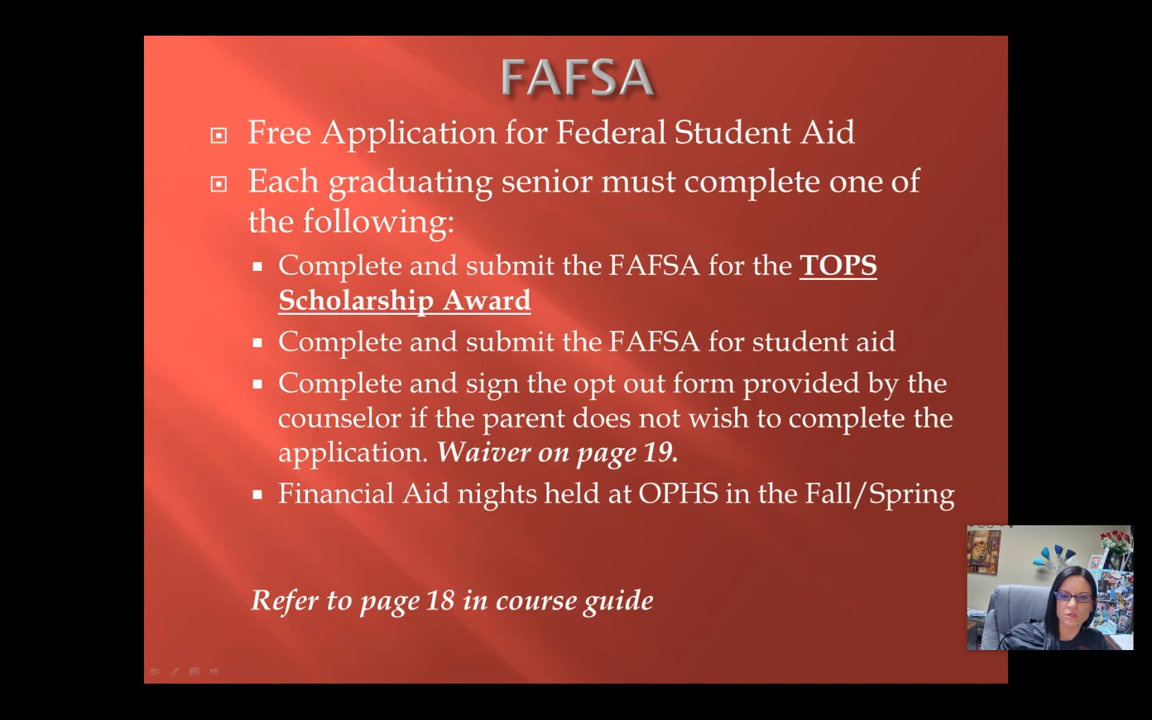 FAFSA
Free Application for Federal Student Aid
Each graduating senior must complete one of
the following:
Complete and submit the FAFSA for the TOPS
Scholarship Award
Complete and submit the FAFSA for student aid
Complete and sign the opt out form provided by the
counselor if the parent does not wish to complete the
application. Waiver on page 19.
Financial Aid nights held at OPHS in the Fall/Spring
Refer to page 18 in course guide